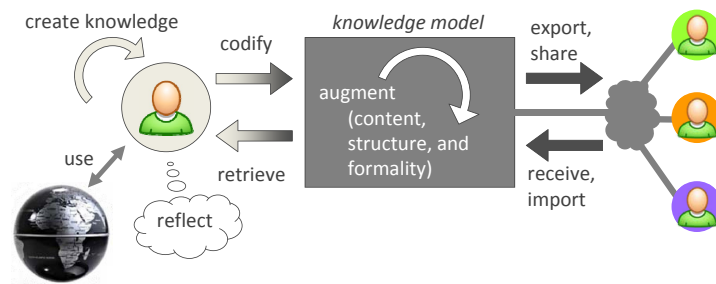 create knowledge
codify
knowledge model
export,
share
augment
(content,
structure, and
formality)
use
retrieve
receive,
import
reflect